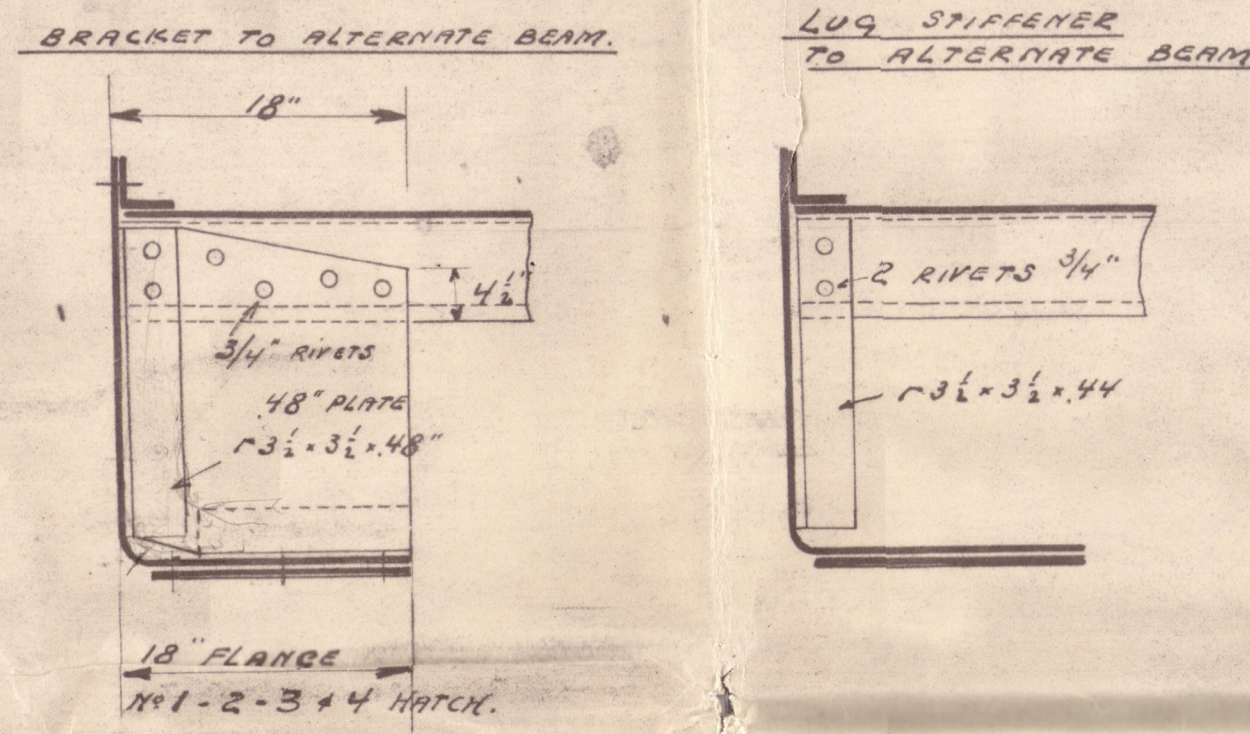 BRACKET TO ALTERNATE BEAM.
18"
4 1/2"
3/4" RIVETS
.48" PLATE
r 3 1/2 x 3 1/2 x .48"
18" FLANGE
No 1 - 2 - 3 & 4 HATCH.
LUG STIFFENER
TO ALTERNATE BEAM
2 RIVETS 3/4"
r 3 1/2 x 3 1/2 x .44